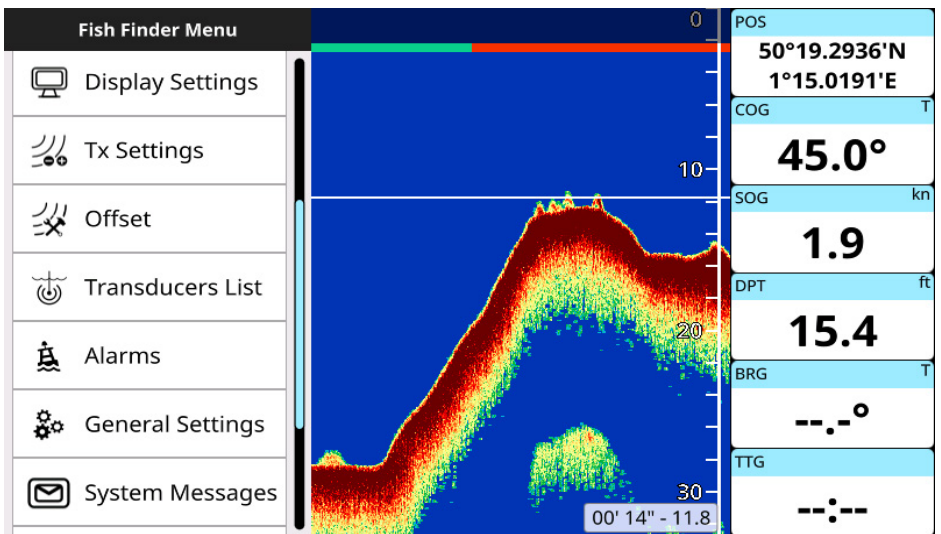 Fish Finder Menu
Display Settings
Tx Settings
Offset
Transducers List
Alarms
General Settings
System Messages
0
10
20
30
00' 14" - 11.8
POS
50°19.2936'N
1°15.0191'E
COG T
45.0°
SOG kn
1.9
DPT ft
15.4
BRG T
--.-°
TTG
--:--